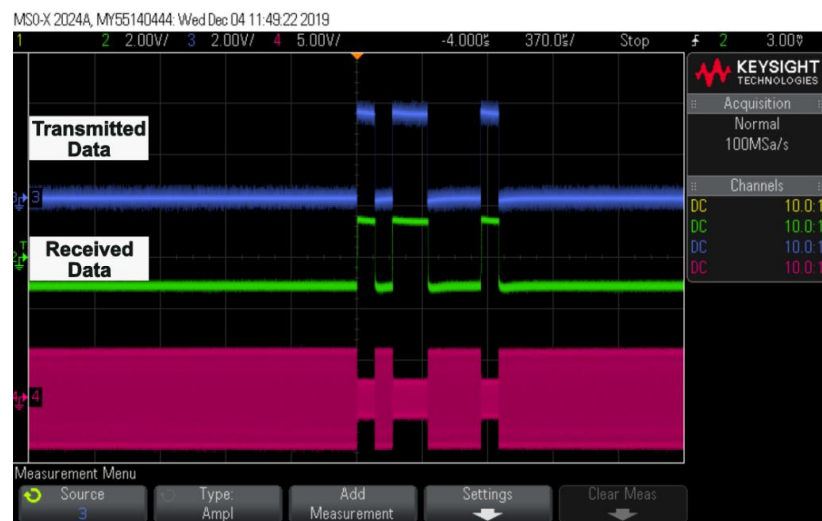 MSO-X 2024A, MY55140444: Wed Dec 04 11:49:22 2019
1 2 2.00V/ 3 2.00V/ 4 5.00V/ -4.000s 370.0s/ Stop 2 3.00V
KEYSIGHT
TECHNOLOGIES
Acquisition
Normal
100MSa/s
Channels
DC 10.0:1
DC 10.0:1
DC 10.0:1
DC 10.0:1
Transmitted
Data
3
Received
Data
T
2
4
Measurement Menu
Source
3
Type:
Ampl
Add
Measurement
Settings
Clear Meas